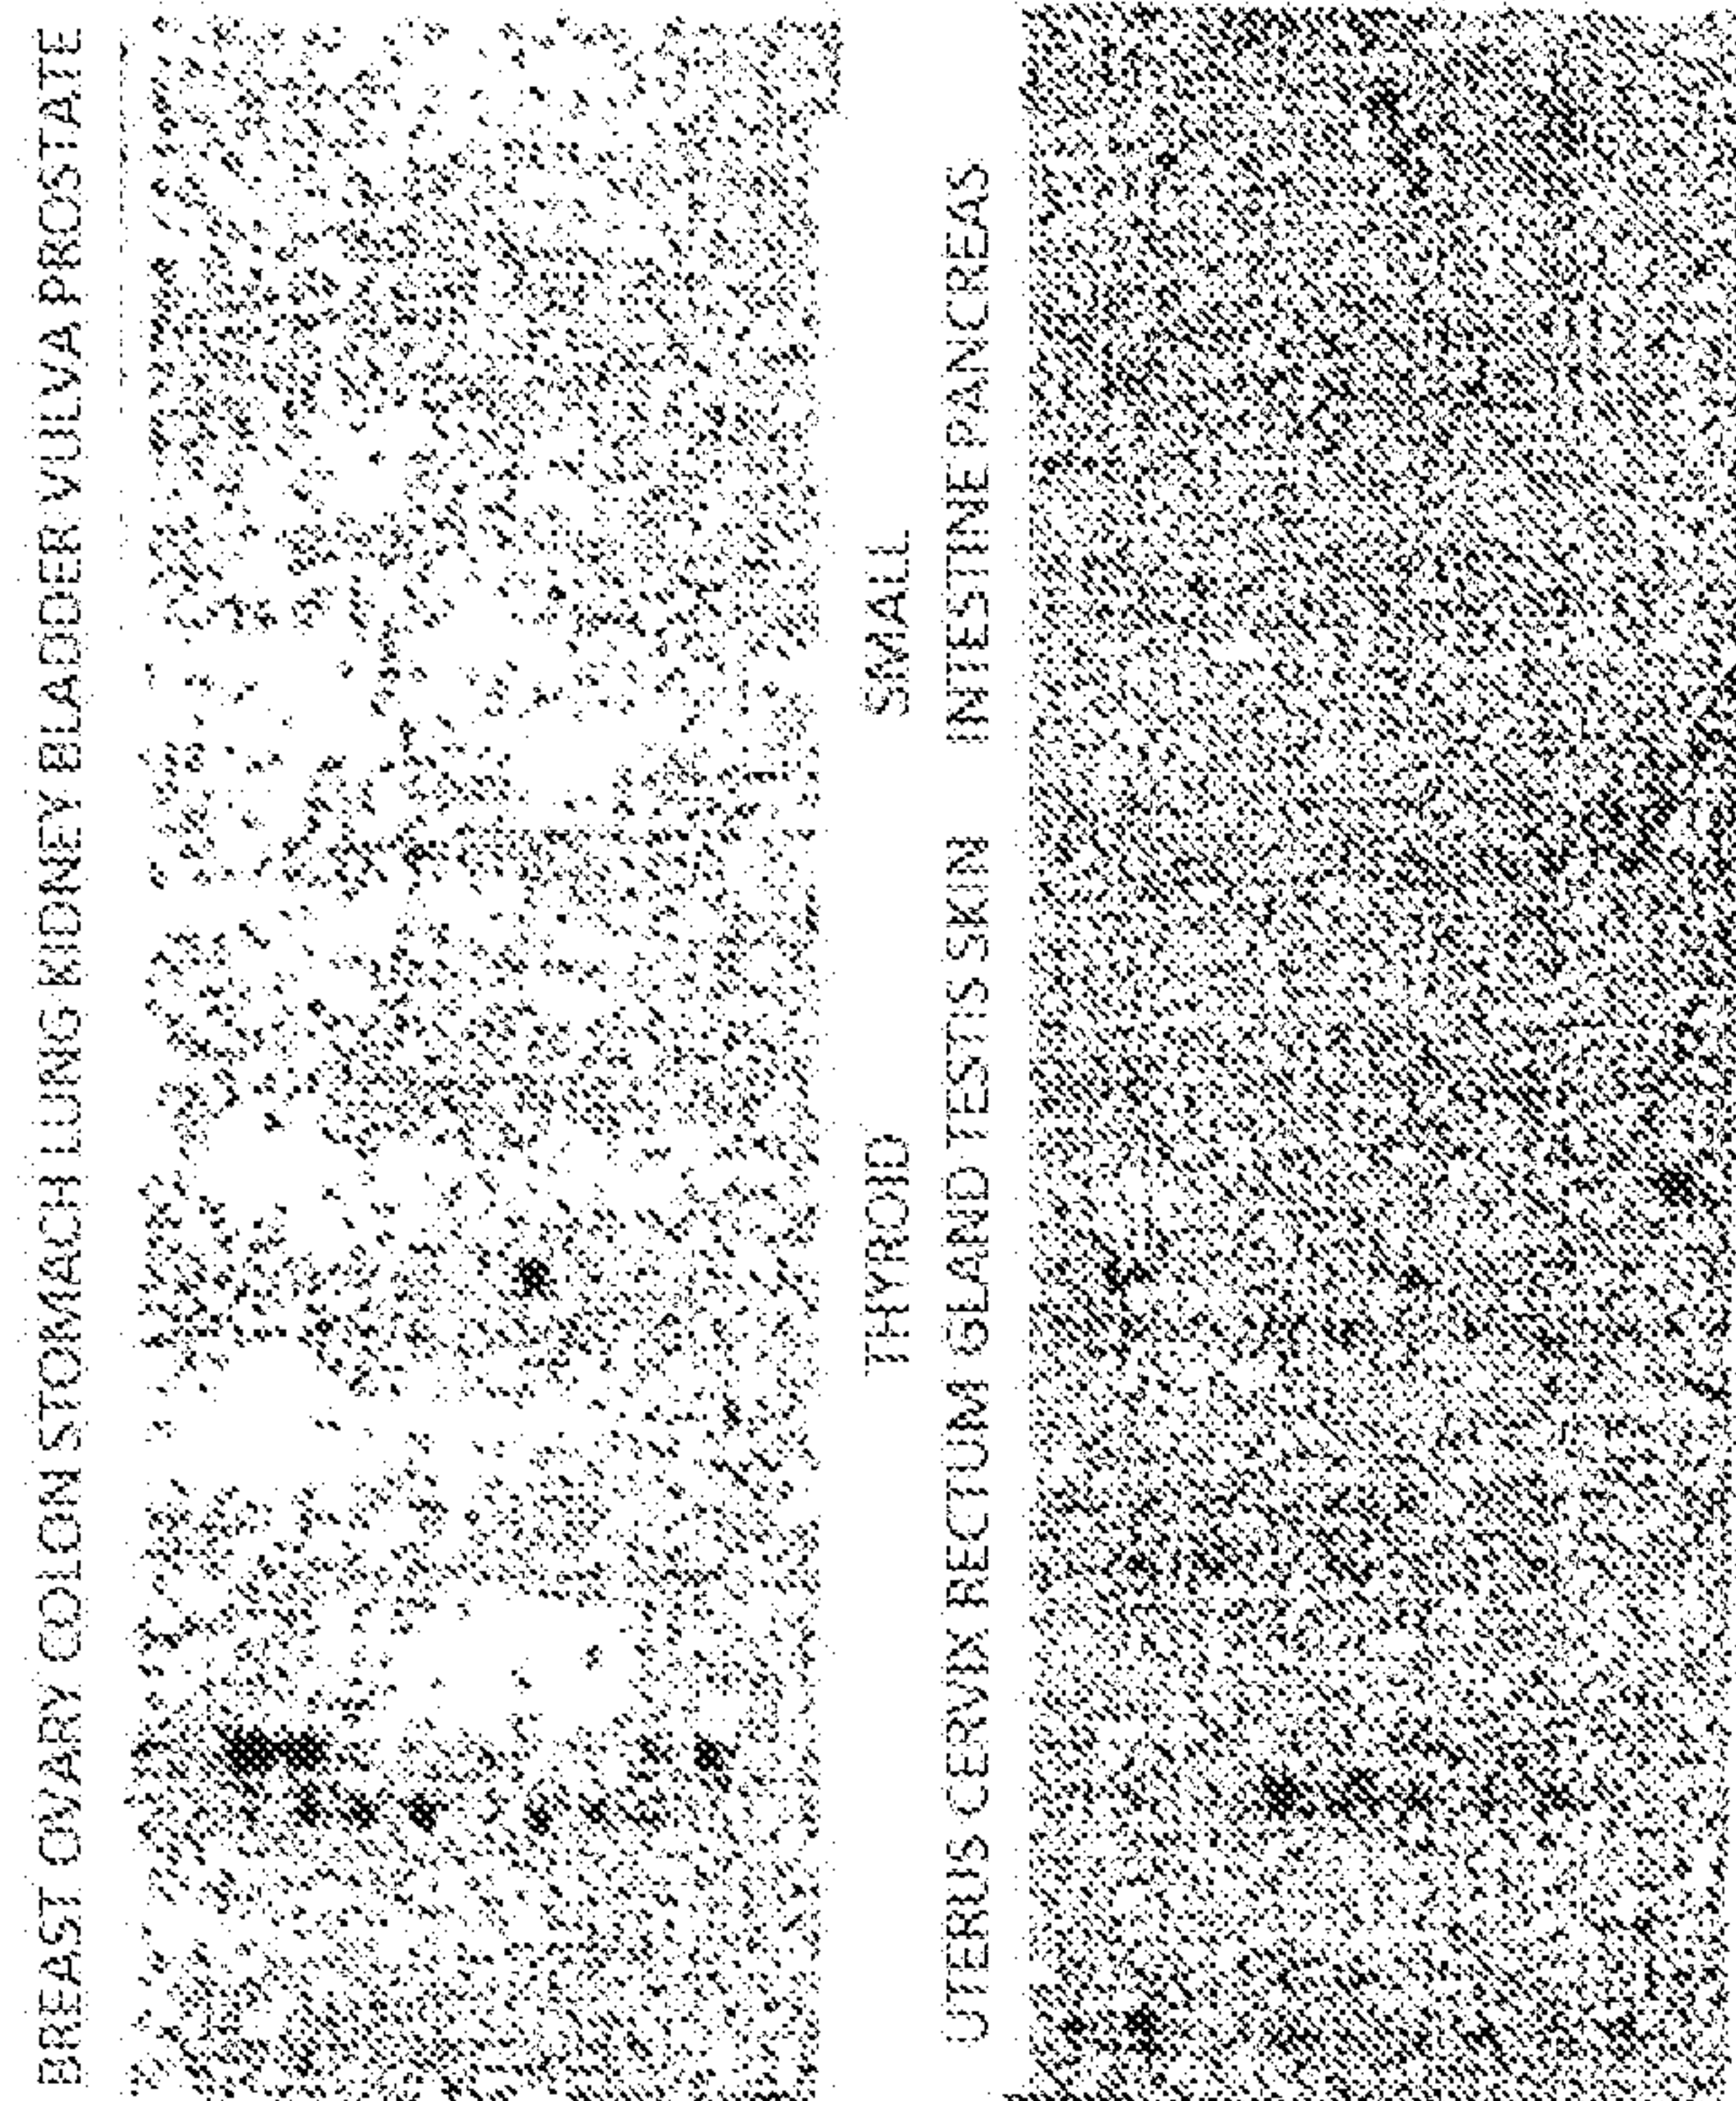 BREAST OVARY COLON STOMACH LUNG KIDNEY BLADDER VULVA PROSTATE
THYROID SMALL
UTERUS CERVIX RECTUM GLAND TESTIS SKIN INTESTINE PANCREAS